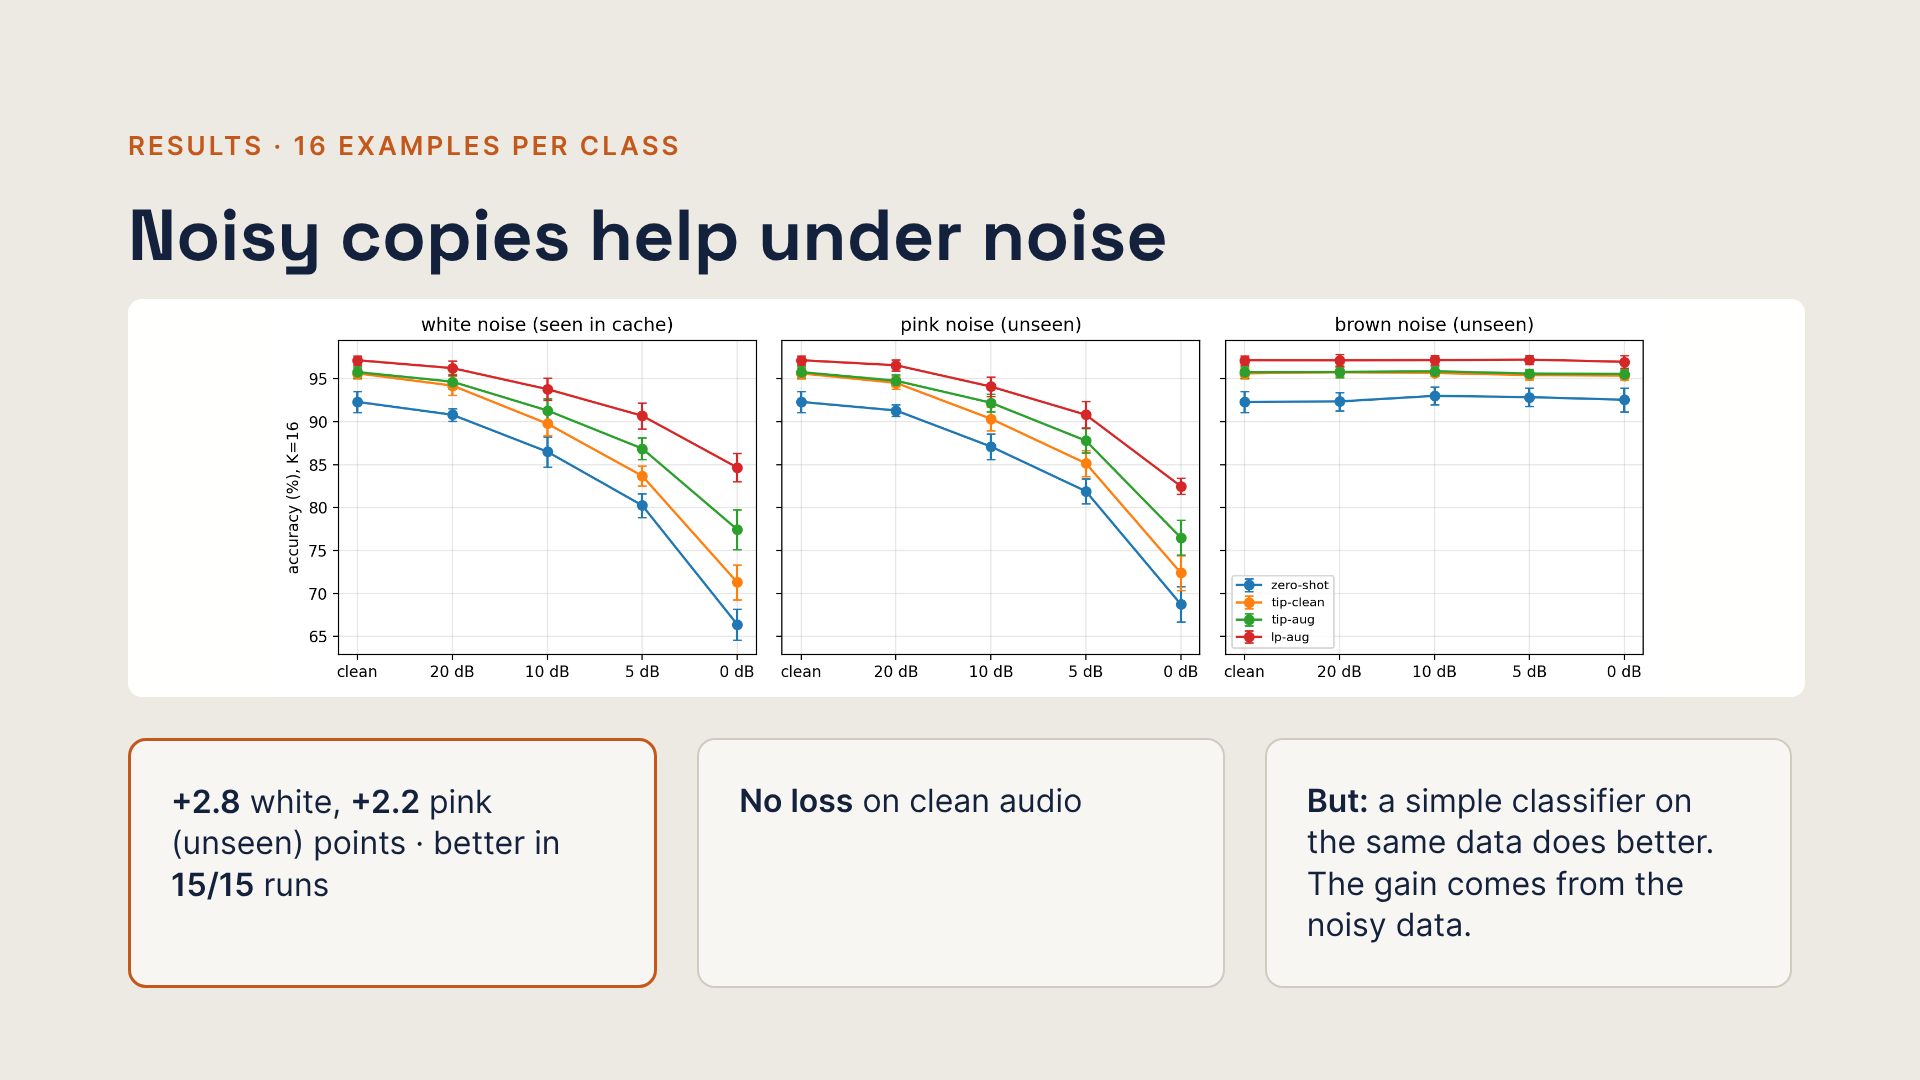 RESULTS · 16 EXAMPLES PER CLASS
Noisy copies help under noise
white noise (seen in cache)
pink noise (unseen)
brown noise (unseen)
accuracy (%), K=16
95
90
85
80
75
70
65
clean 20 dB 10 dB 5 dB 0 dB
clean 20 dB 10 dB 5 dB 0 dB
clean 20 dB 10 dB 5 dB 0 dB
zero-shot
tip-clean
tip-aug
lp-aug
+2.8 white, +2.2 pink
(unseen) points · better in
15/15 runs
No loss on clean audio
But: a simple classifier on
the same data does better.
The gain comes from the
noisy data.